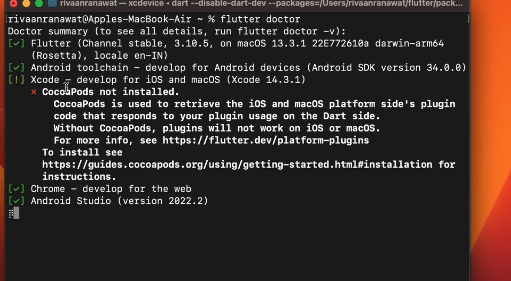 rivaanranawat — xcdevice • dart --disable-dart-dev --packages=/Users/rivaanranawat/flutter/pack...
rivaanranawat@Apples-MacBook-Air ~ % flutter doctor
Doctor summary (to see all details, run flutter doctor -v):
[✓] Flutter (Channel stable, 3.10.5, on macOS 13.3.1 22E772610a darwin-arm64
(Rosetta), locale en-IN)
[✓] Android toolchain - develop for Android devices (Android SDK version 34.0.0)
[!] Xcode - develop for iOS and macOS (Xcode 14.3.1)
✗ CocoaPods not installed.
CocoaPods is used to retrieve the iOS and macOS platform side's plugin
code that responds to your plugin usage on the Dart side.
Without CocoaPods, plugins will not work on iOS or macOS.
For more info, see https://flutter.dev/platform-plugins
To install see
https://guides.cocoapods.org/using/getting-started.html#installation for
instructions.
[✓] Chrome - develop for the web
[✓] Android Studio (version 2022.2)